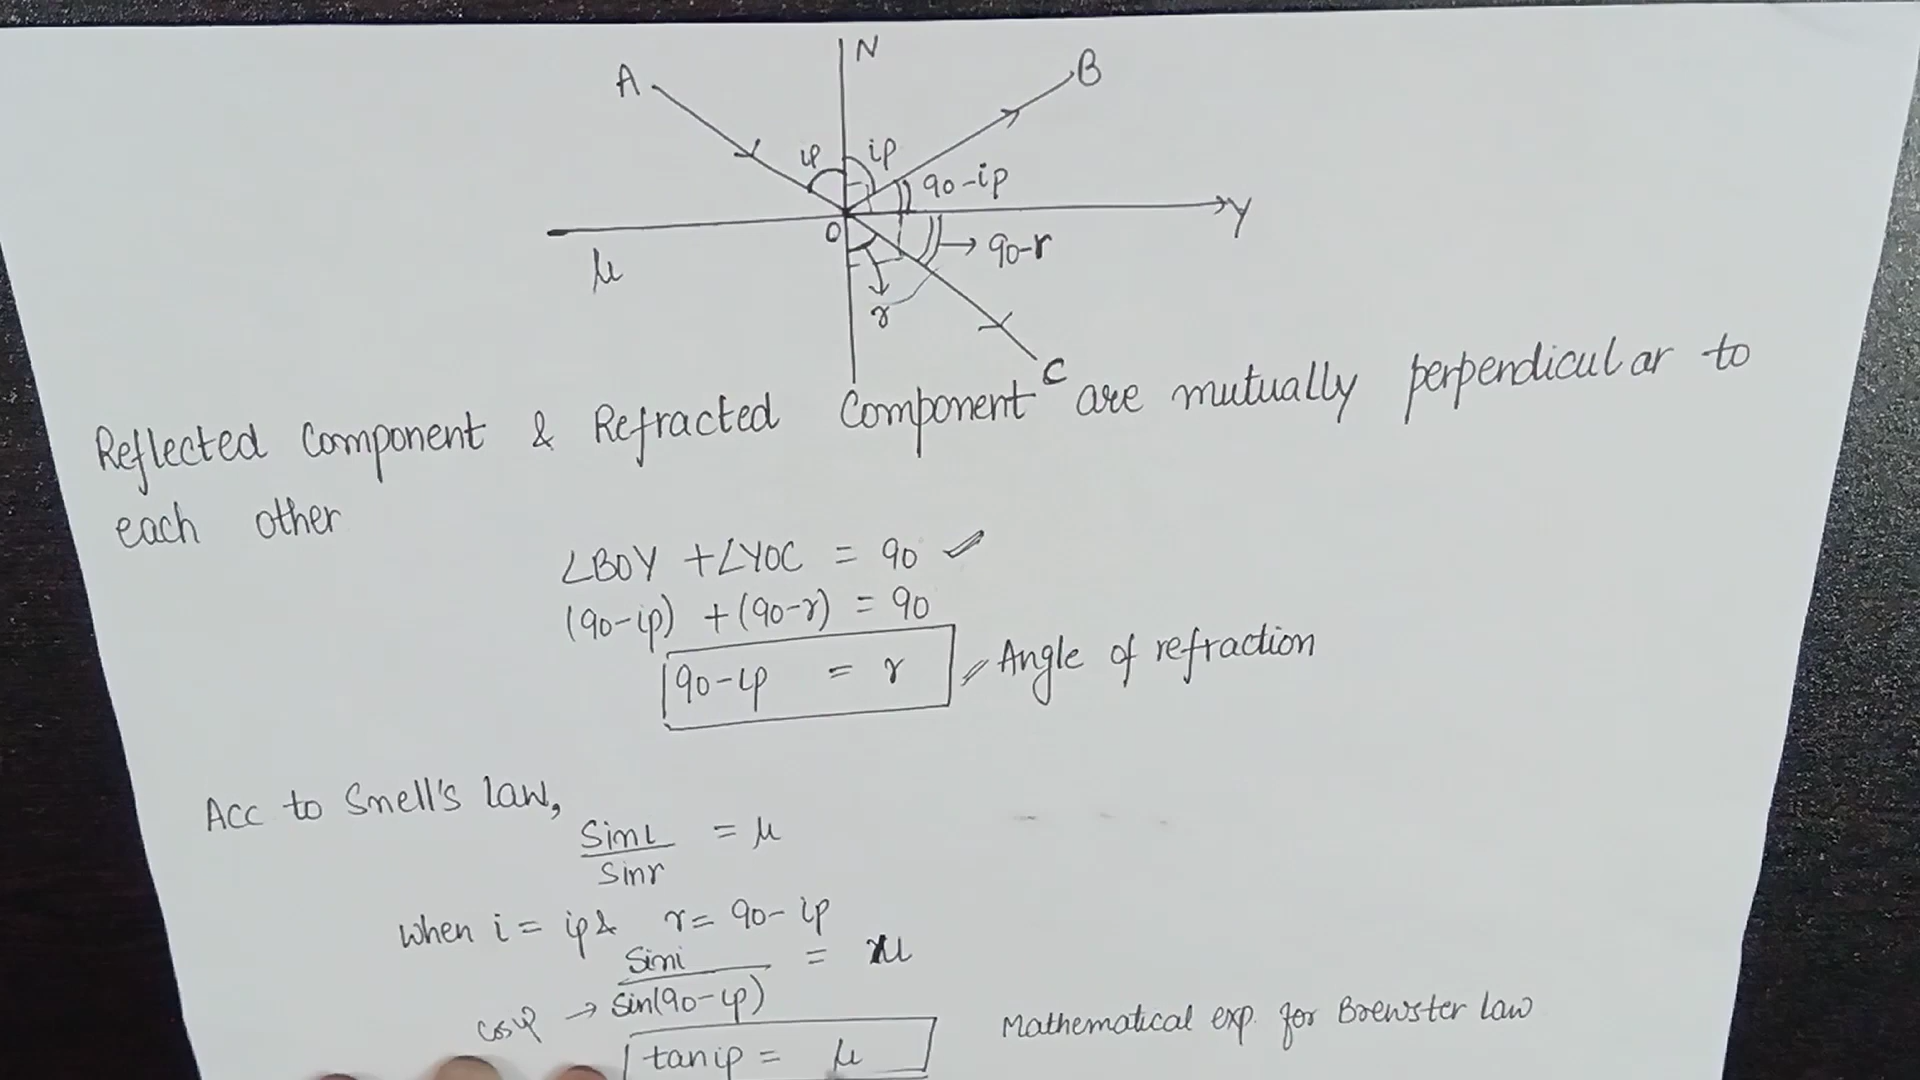 N
A
B
ip
ip
90-ip
Y
O
μ
90-r
r
C
Reflected Component & Refracted Component are mutually perpendicular to
each other
∠BOY + ∠YOC = 90
(90-ip) + (90-r) = 90
90-ip = r Angle of refraction
Acc to Snell's law,
Sini = μ
Sinr
when i = ip & r = 90-ip
Sini = μ
cosip → Sin(90-ip)
tanip = μ Mathematical exp. for Brewster law